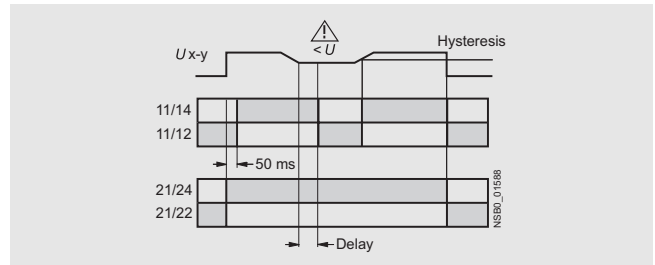 < U
Hysteresis
U x-y
11/14
11/12
50 ms
21/24
21/22
Delay
NSB0_01588